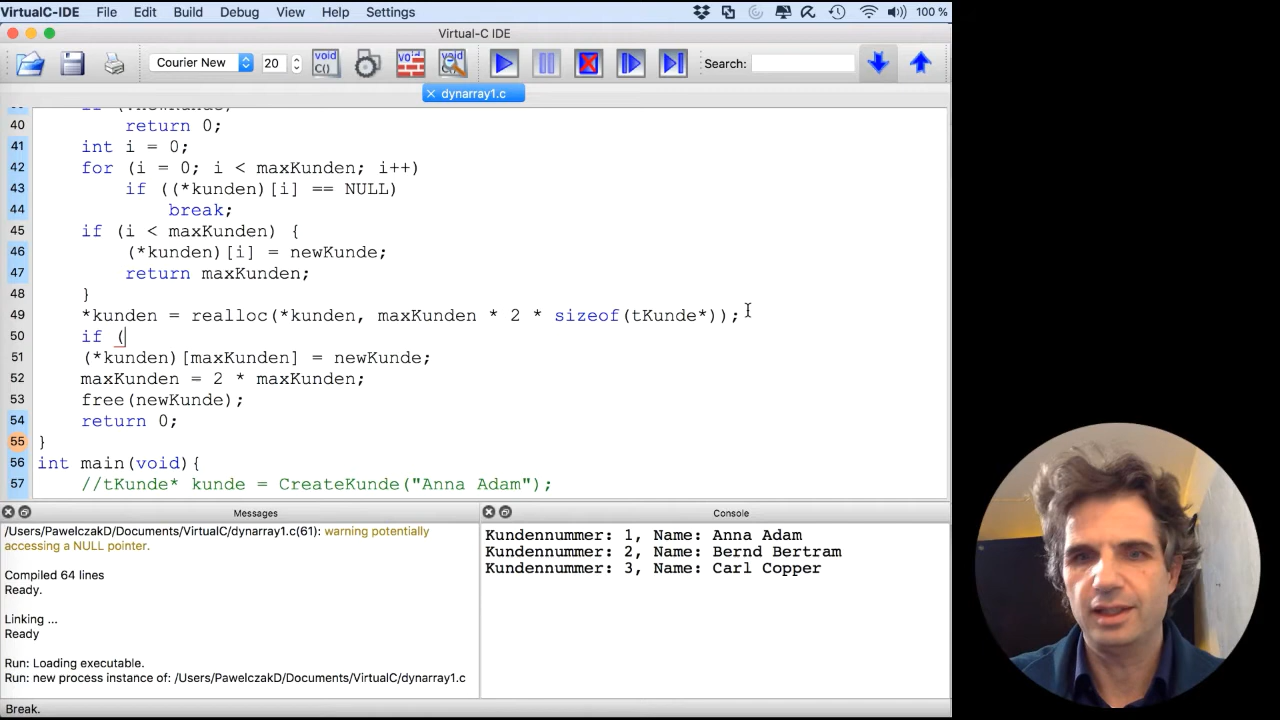 VirtualC-IDE File Edit Build Debug View Help Settings 100 %
Virtual-C IDE
Courier New 20 void C() void void Search:
× dynarray1.c
40 return 0;
41 int i = 0;
42 for (i = 0; i < maxKunden; i++)
43 if ((*kunden)[i] == NULL)
44 break;
45 if (i < maxKunden) {
46 (*kunden)[i] = newKunde;
47 return maxKunden;
48 }
49 *kunden = realloc(*kunden, maxKunden * 2 * sizeof(tKunde*));
50 if (
51 (*kunden)[maxKunden] = newKunde;
52 maxKunden = 2 * maxKunden;
53 free(newKunde);
54 return 0;
55 }
56 int main(void){
57 //tKunde* kunde = CreateKunde("Anna Adam");
Messages
/Users/PawelczakD/Documents/VirtualC/dynarray1.c(61): warning potentially
accessing a NULL pointer.
Compiled 64 lines
Ready.
Linking ...
Ready
Run: Loading executable.
Run: new process instance of: /Users/PawelczakD/Documents/VirtualC/dynarray1.c
Console
Kundennummer: 1, Name: Anna Adam
Kundennummer: 2, Name: Bernd Bertram
Kundennummer: 3, Name: Carl Copper
Break.